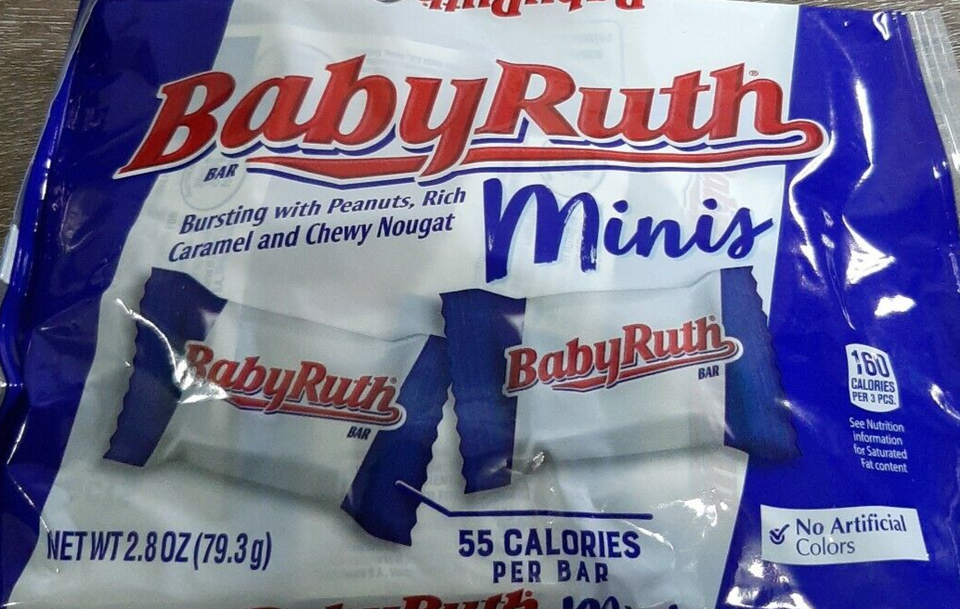 BabyRuth®
BAR
Bursting with Peanuts, Rich
Caramel and Chewy Nougat
Minis
BabyRuth®
BAR
BabyRuth®
BAR
160
CALORIES
PER 3 PCS.
See Nutrition
information
for Saturated
Fat content
NET WT 2.8 OZ (79.3 g)
55 CALORIES
PER BAR
No Artificial
Colors
BabyRuth Minis